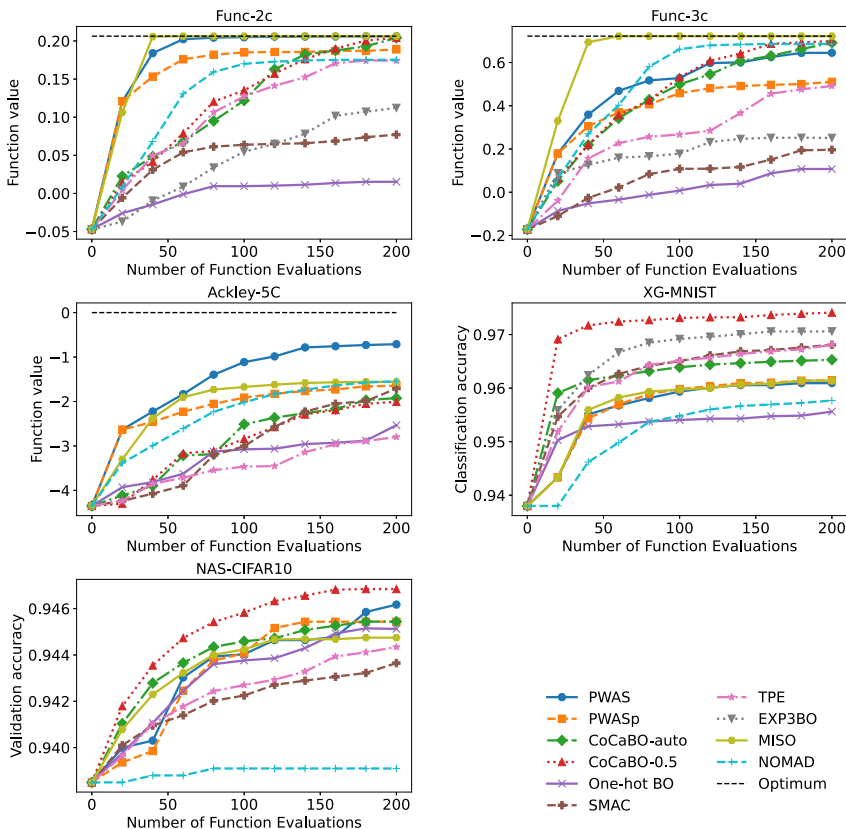 Func-2c
Function value
0.20
0.15
0.10
0.05
0.00
−0.05
0 50 100 150 200
Number of Function Evaluations
Func-3c
Function value
0.6
0.4
0.2
0.0
−0.2
0 50 100 150 200
Number of Function Evaluations
Ackley-5C
Function value
0
−1
−2
−3
−4
0 50 100 150 200
Number of Function Evaluations
XG-MNIST
Classification accuracy
0.97
0.96
0.95
0.94
0 50 100 150 200
Number of Function Evaluations
NAS-CIFAR10
Validation accuracy
0.946
0.944
0.942
0.940
0 50 100 150 200
Number of Function Evaluations
PWAS
PWASp
CoCaBO-auto
CoCaBO-0.5
One-hot BO
SMAC
TPE
EXP3BO
MISO
NOMAD
Optimum